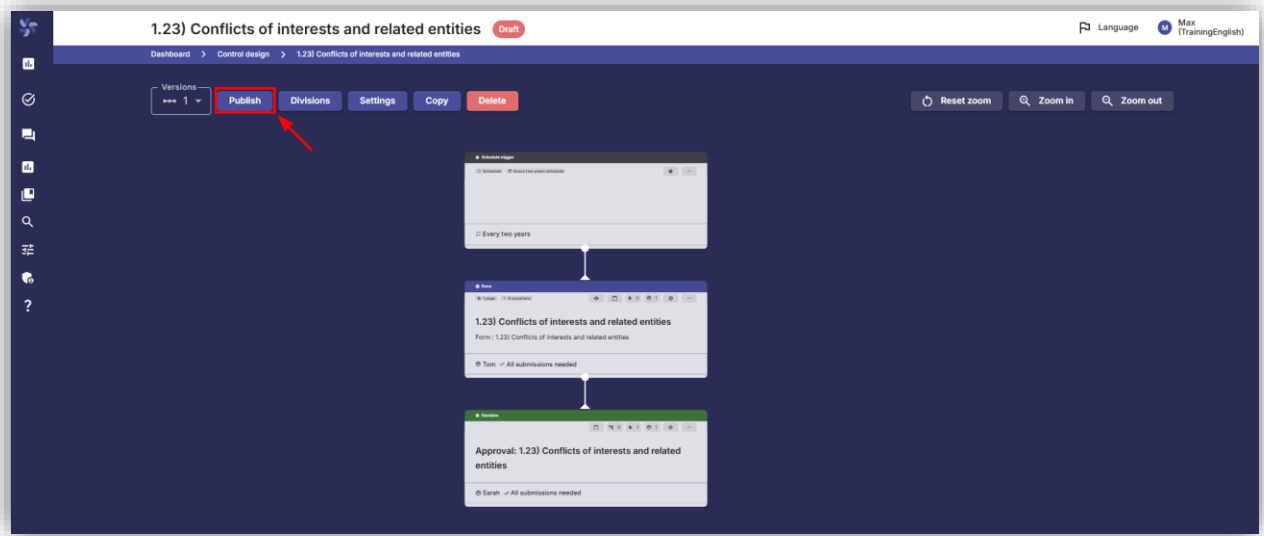 1.23) Conflicts of interests and related entities Draft
Language
M Max
(TrainingEnglish)
Dashboard > Control design > 1.23) Conflicts of interests and related entities
Versions
1
Publish Divisions Settings Copy Delete
Reset zoom Zoom in Zoom out
Schedule trigger
Schedule Every two years schedule
Every two years
Form
1 page
1.23) Conflicts of interests and related entities
Form : 1.23) Conflicts of interests and related entities
Tom All submissions needed
Decision
Approval: 1.23) Conflicts of interests and related
entities
Sarah All submissions needed
?